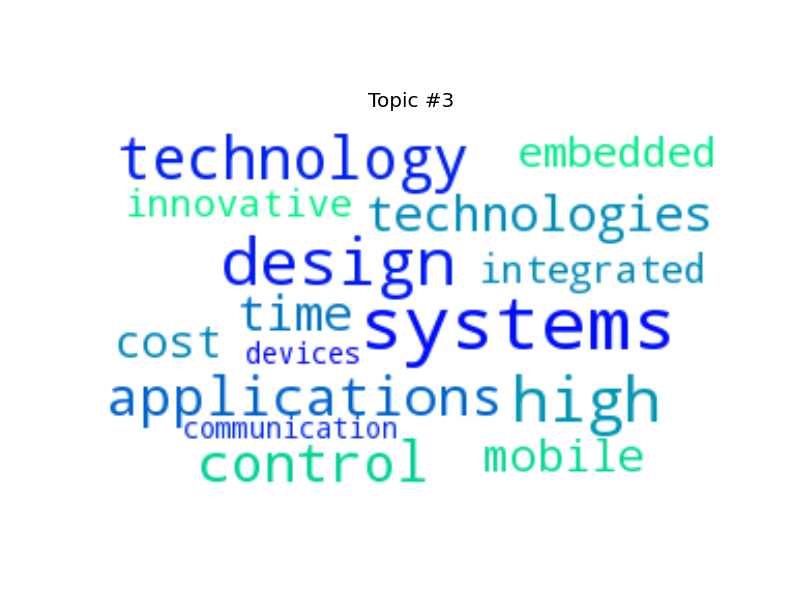 Topic #3
technology embedded
innovative technologies
design integrated
time systems
cost devices
applications high
communication
control mobile